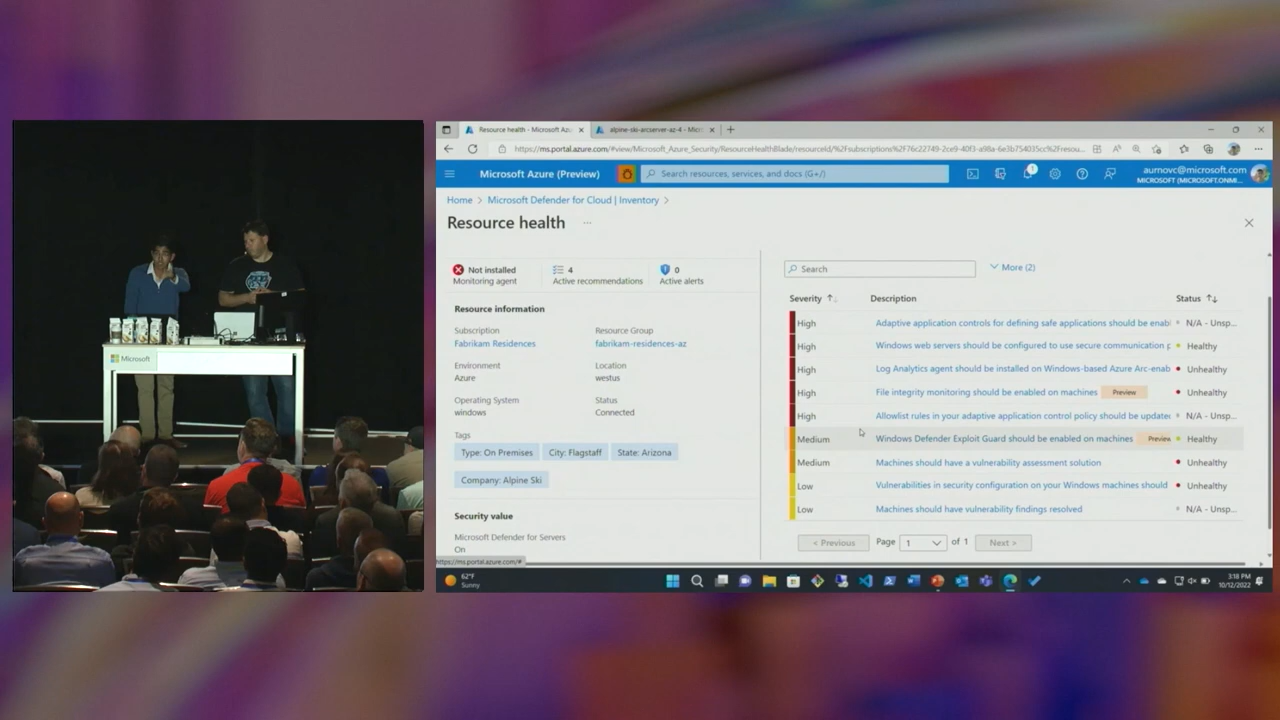 Microsoft
Resource health - Microsoft Azu
alpine-ski-arcserver-az-4 - Micr
https://ms.portal.azure.com/#view/Microsoft_Azure_Security/ResourceHealthBlade/resourceId/%2Fsubscriptions%2F76c22749-2ce9-40f3-a98a-6e3b754035cc%2Fresou...
Microsoft Azure (Preview)
Search resources, services, and docs (G+/)
1
aurnovc@microsoft.com
MICROSOFT (MICROSOFT.ONMI...
Home > Microsoft Defender for Cloud | Inventory >
Resource health ...
Not installed
Monitoring agent
4
Active recommendations
0
Active alerts
Resource information
Subscription
Fabrikam Residences
Resource Group
fabrikam-residences-az
Environment
Azure
Location
westus
Operating System
windows
Status
Connected
Tags
Type: On Premises
City: Flagstaff
State: Arizona
Company: Alpine Ski
Security value
Microsoft Defender for Servers
On
https://ms.portal.azure.com/#
Search
More (2)
Severity Description Status
High Adaptive application controls for defining safe applications should be enab N/A - Unsp...
High Windows web servers should be configured to use secure communication p Healthy
High Log Analytics agent should be installed on Windows-based Azure Arc-enab Unhealthy
High File integrity monitoring should be enabled on machines Preview Unhealthy
High Allowlist rules in your adaptive application control policy should be update N/A - Unsp...
Medium Windows Defender Exploit Guard should be enabled on machines Preview Healthy
Medium Machines should have a vulnerability assessment solution Unhealthy
Low Vulnerabilities in security configuration on your Windows machines should Unhealthy
Low Machines should have vulnerability findings resolved N/A - Unsp...
< Previous Page 1 of 1 Next >
62°F
Sunny
3:18 PM
10/12/2022